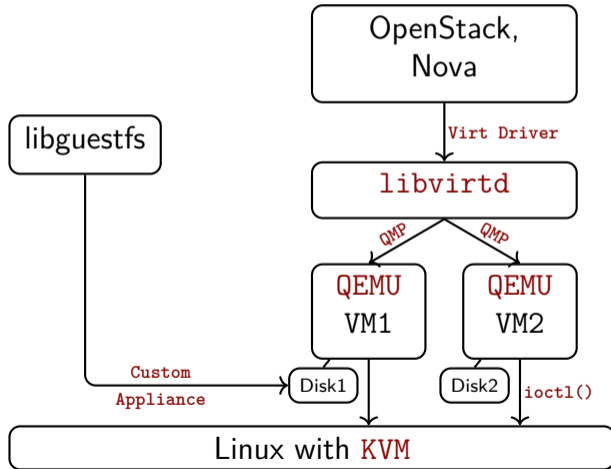 OpenStack,
Nova
Virt Driver
libguestfs
libvirtd
QMP
QMP
QEMU
VM1
QEMU
VM2
Custom
Appliance
Disk1
Disk2
ioctl()
Linux with KVM